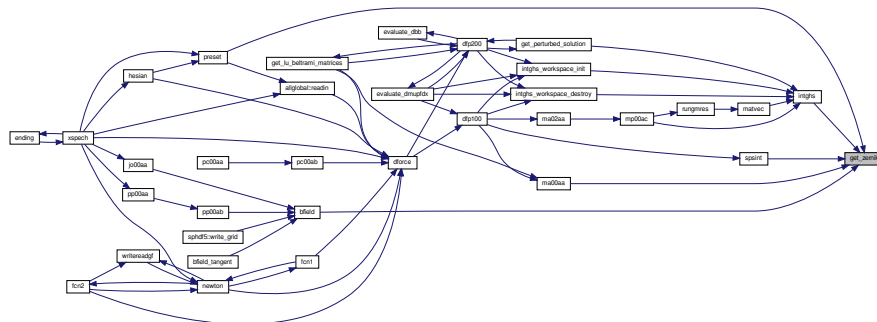 evaluate_dbb
dfp200
get_perturbed_solution
preset
get_lu_beltrami_matrices
intghs_workspace_init
hesian
allglobal::readin
evaluate_dmupfdx
intghs_workspace_destroy
intghs
rungmres
matvec
dfp100
ma02aa
mp00ac
ending
xspech
pc00aa
pc00ab
dforce
spsint
jo00aa
ma00aa
pp00aa
pp00ab
bfield
sphdf5::write_grid
writereadgf
bfield_tangent
fcn1
fcn2
newton